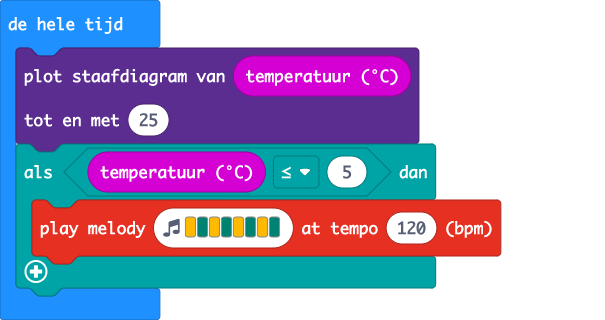 de hele tijd
plot staafdiagram van temperatuur (°C)
tot en met 25
als temperatuur (°C) ≤ 5 dan
play melody at tempo 120 (bpm)